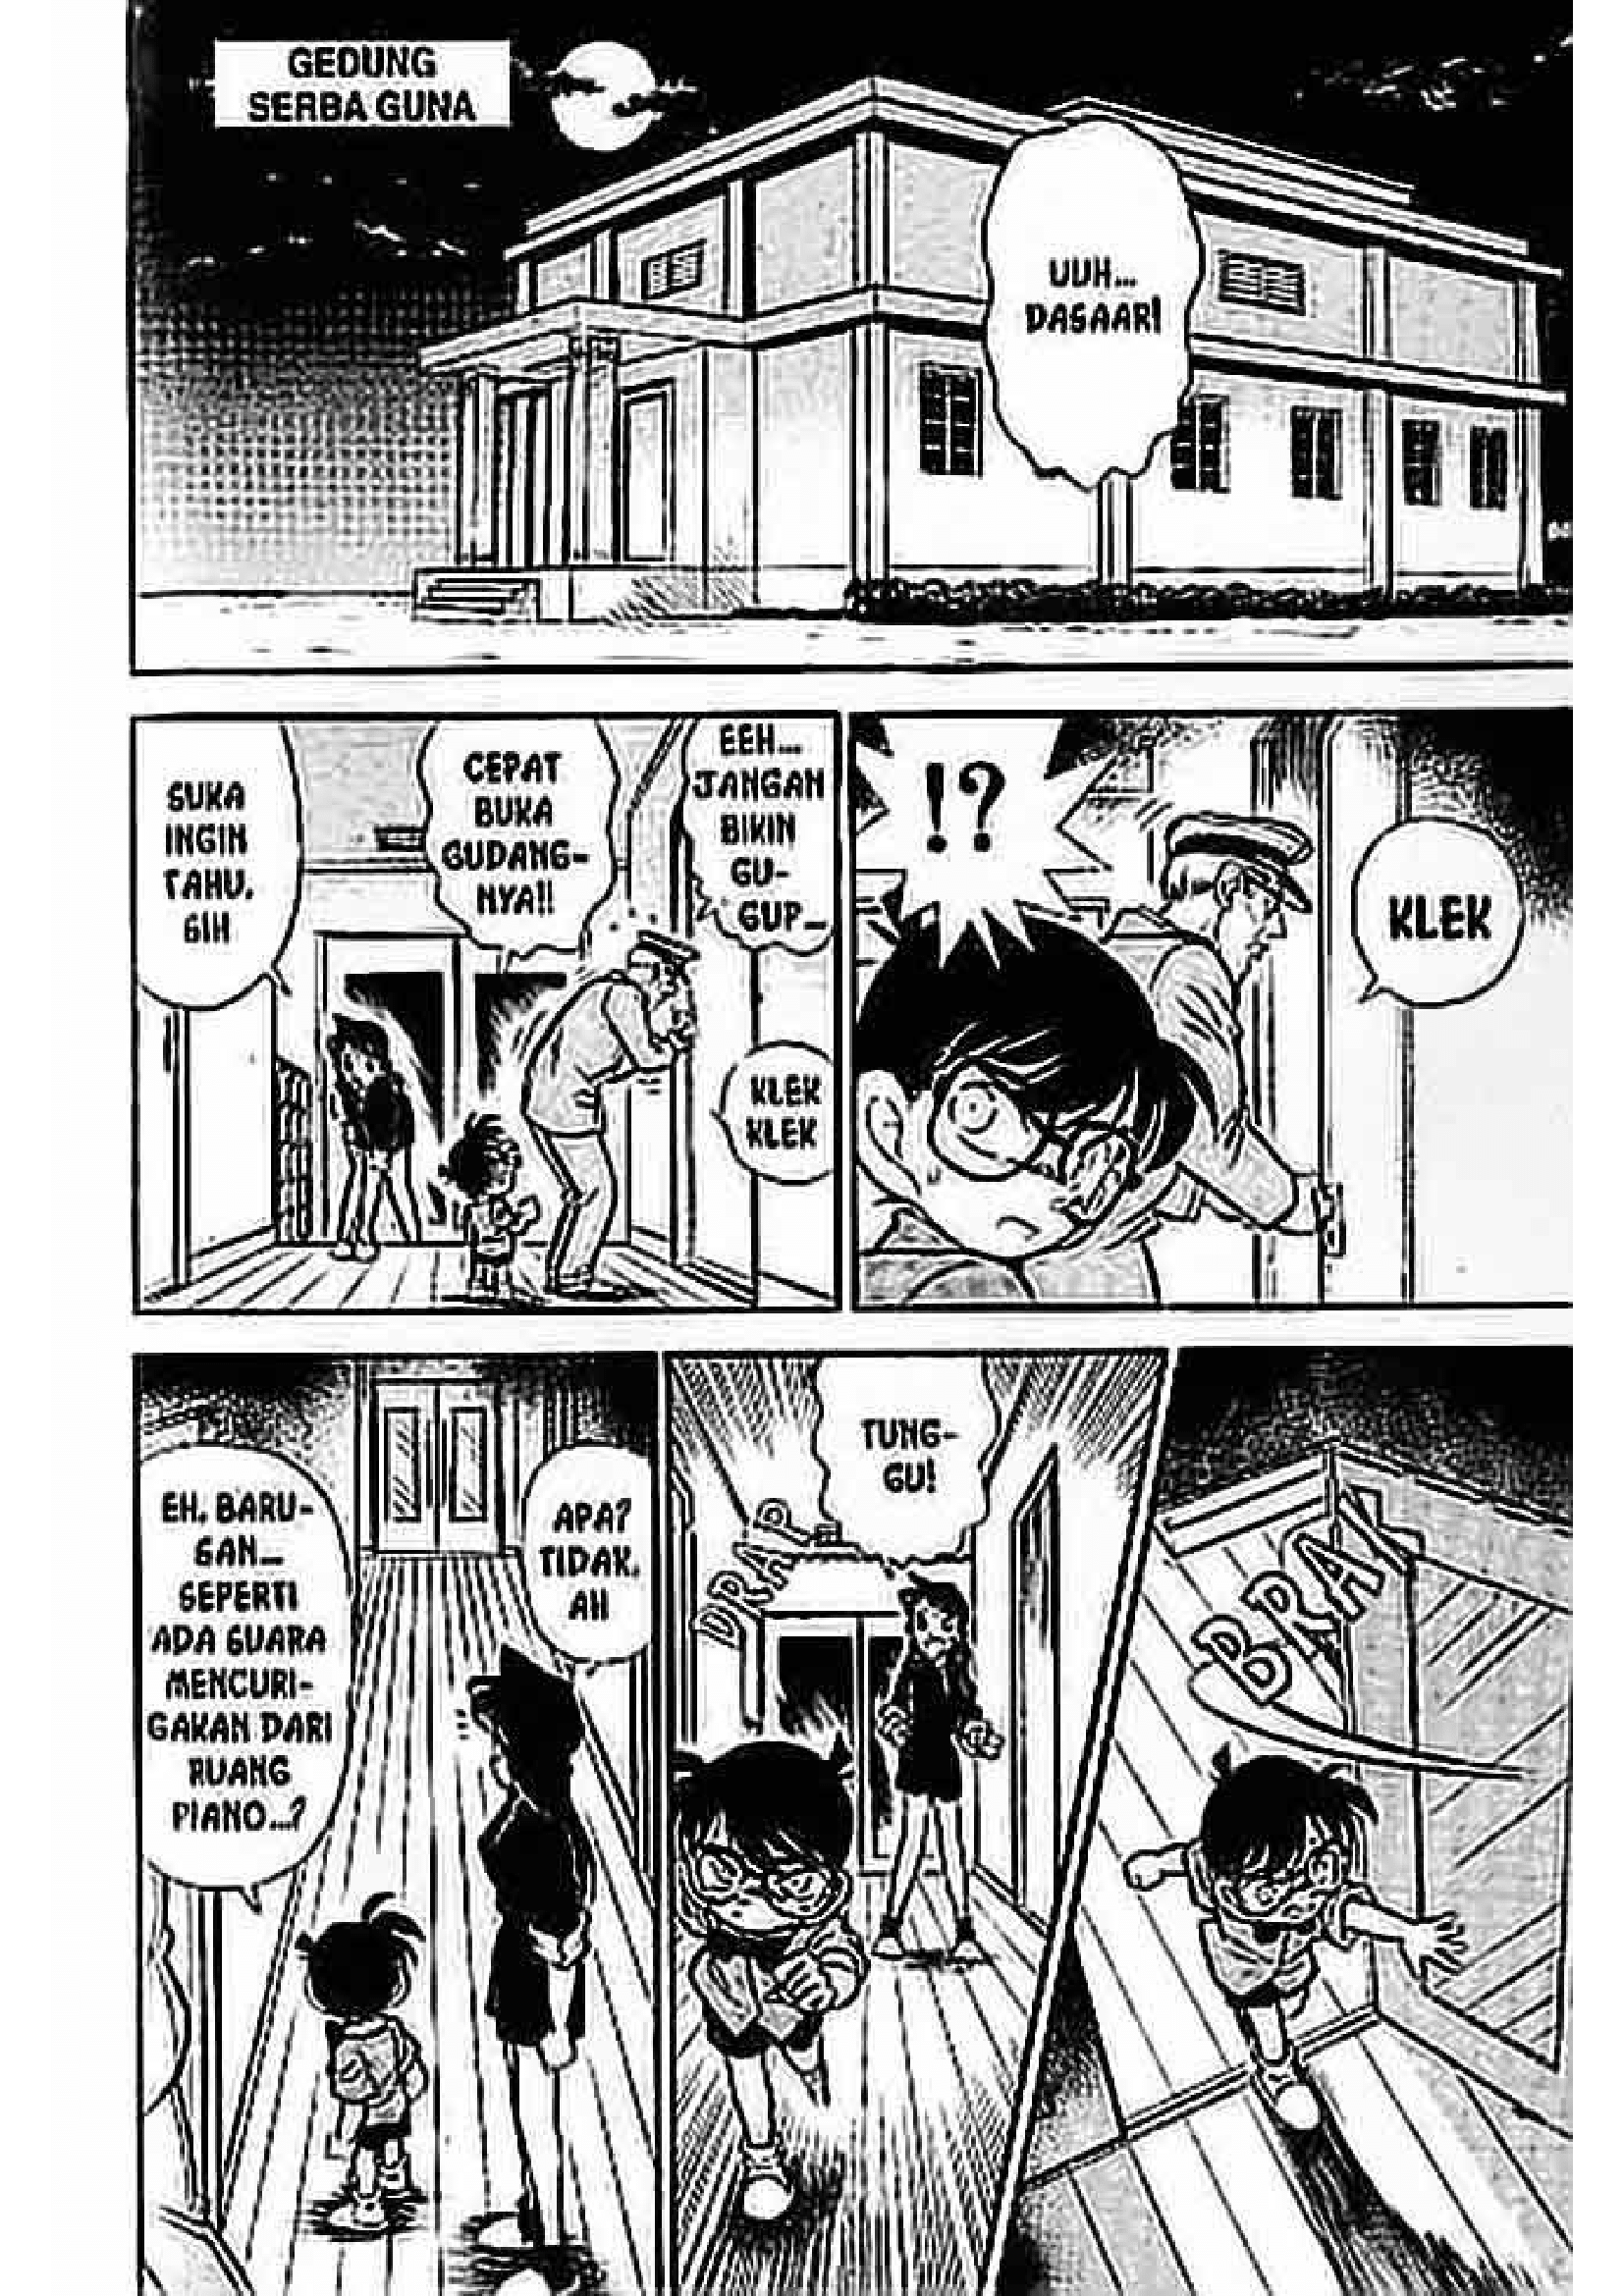 GEDUNG
SERBA GUNA
UUH...
DASAAR!
SUKA
INGIN
TAHU,
SIH
CEPAT
BUKA
GUDANG-
NYA!!
EEH...
JANGAN
BIKIN
GU-
GUP...
KLEK
KLEK
!?
KLEK
EH, BARU-
SAN...
SEPERTI
ADA SUARA
MENCURI-
GAKAN DARI
RUANG
PIANO...?
APA?
TIDAK,
AH
TUNG-
GU!
DRAP
BRAK